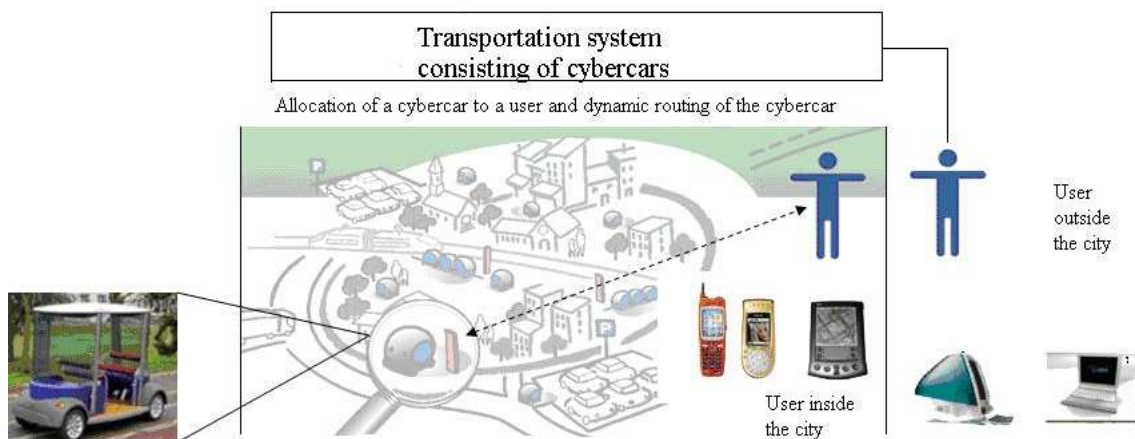 Transportation system
consisting of cybercars
Allocation of a cybercar to a user and dynamic routing of the cybercar
User
outside
the city
User inside
the city